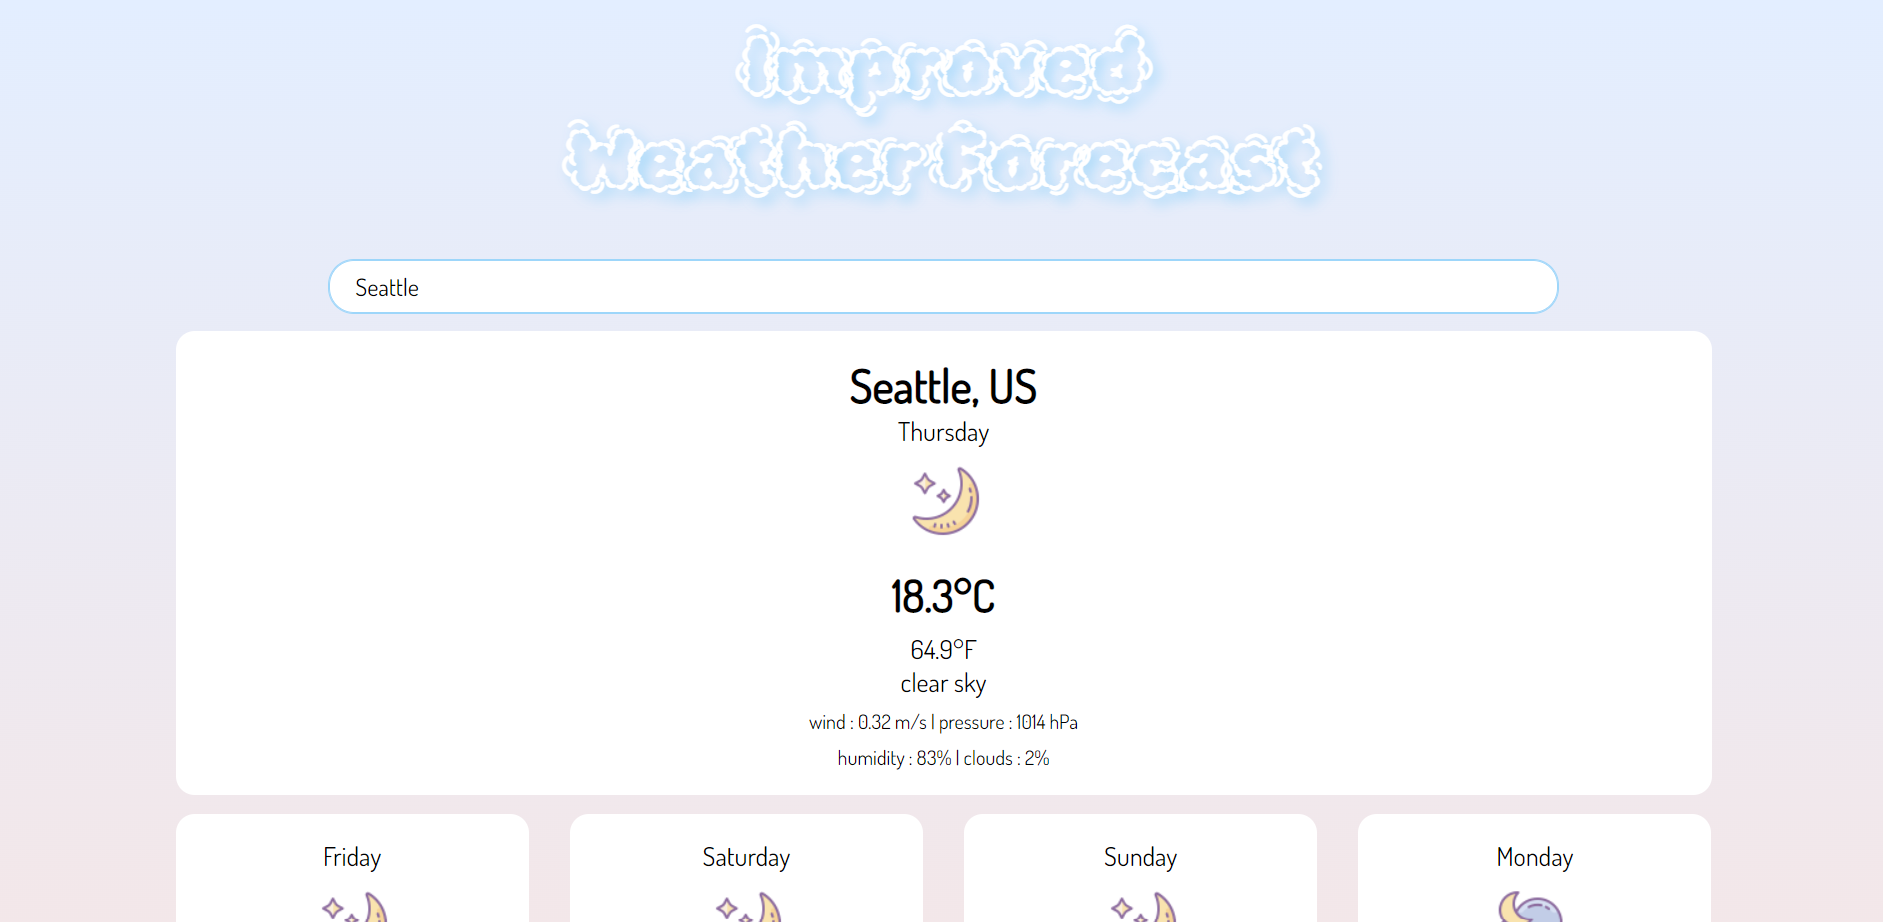 Improved
Weather Forecast
Seattle
Seattle, US
Thursday
18.3°C
64.9°F
clear sky
wind : 0.32 m/s | pressure : 1014 hPa
humidity : 83% | clouds : 2%
Friday Saturday Sunday Monday